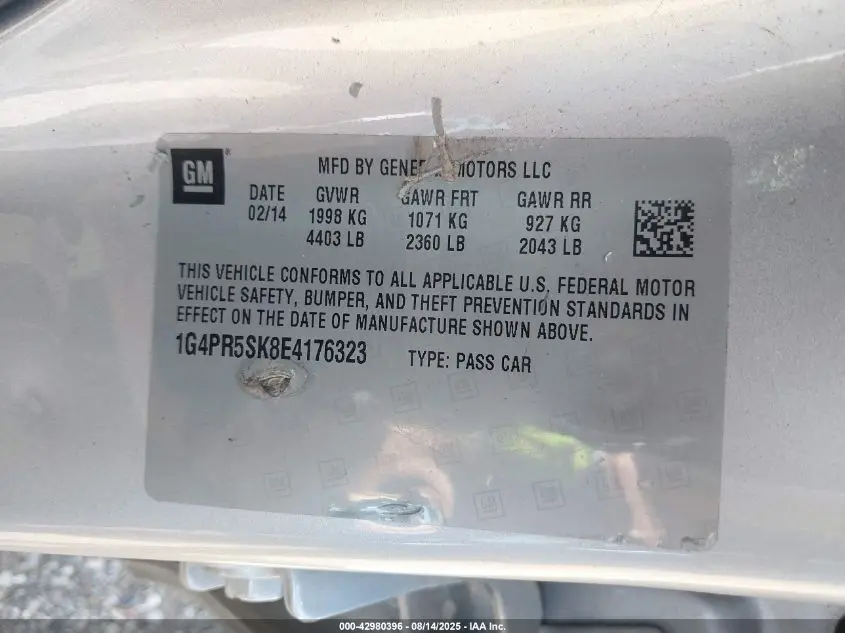 GM
MFD BY GENERAL MOTORS LLC
DATE GVWR GAWR FRT GAWR RR
02/14 1998 KG 1071 KG 927 KG
4403 LB 2360 LB 2043 LB
THIS VEHICLE CONFORMS TO ALL APPLICABLE U.S. FEDERAL MOTOR
VEHICLE SAFETY, BUMPER, AND THEFT PREVENTION STANDARDS IN
EFFECT ON THE DATE OF MANUFACTURE SHOWN ABOVE.
1G4PR5SK8E4176323 TYPE: PASS CAR
000-42980396 - 08/14/2025 - IAA Inc.